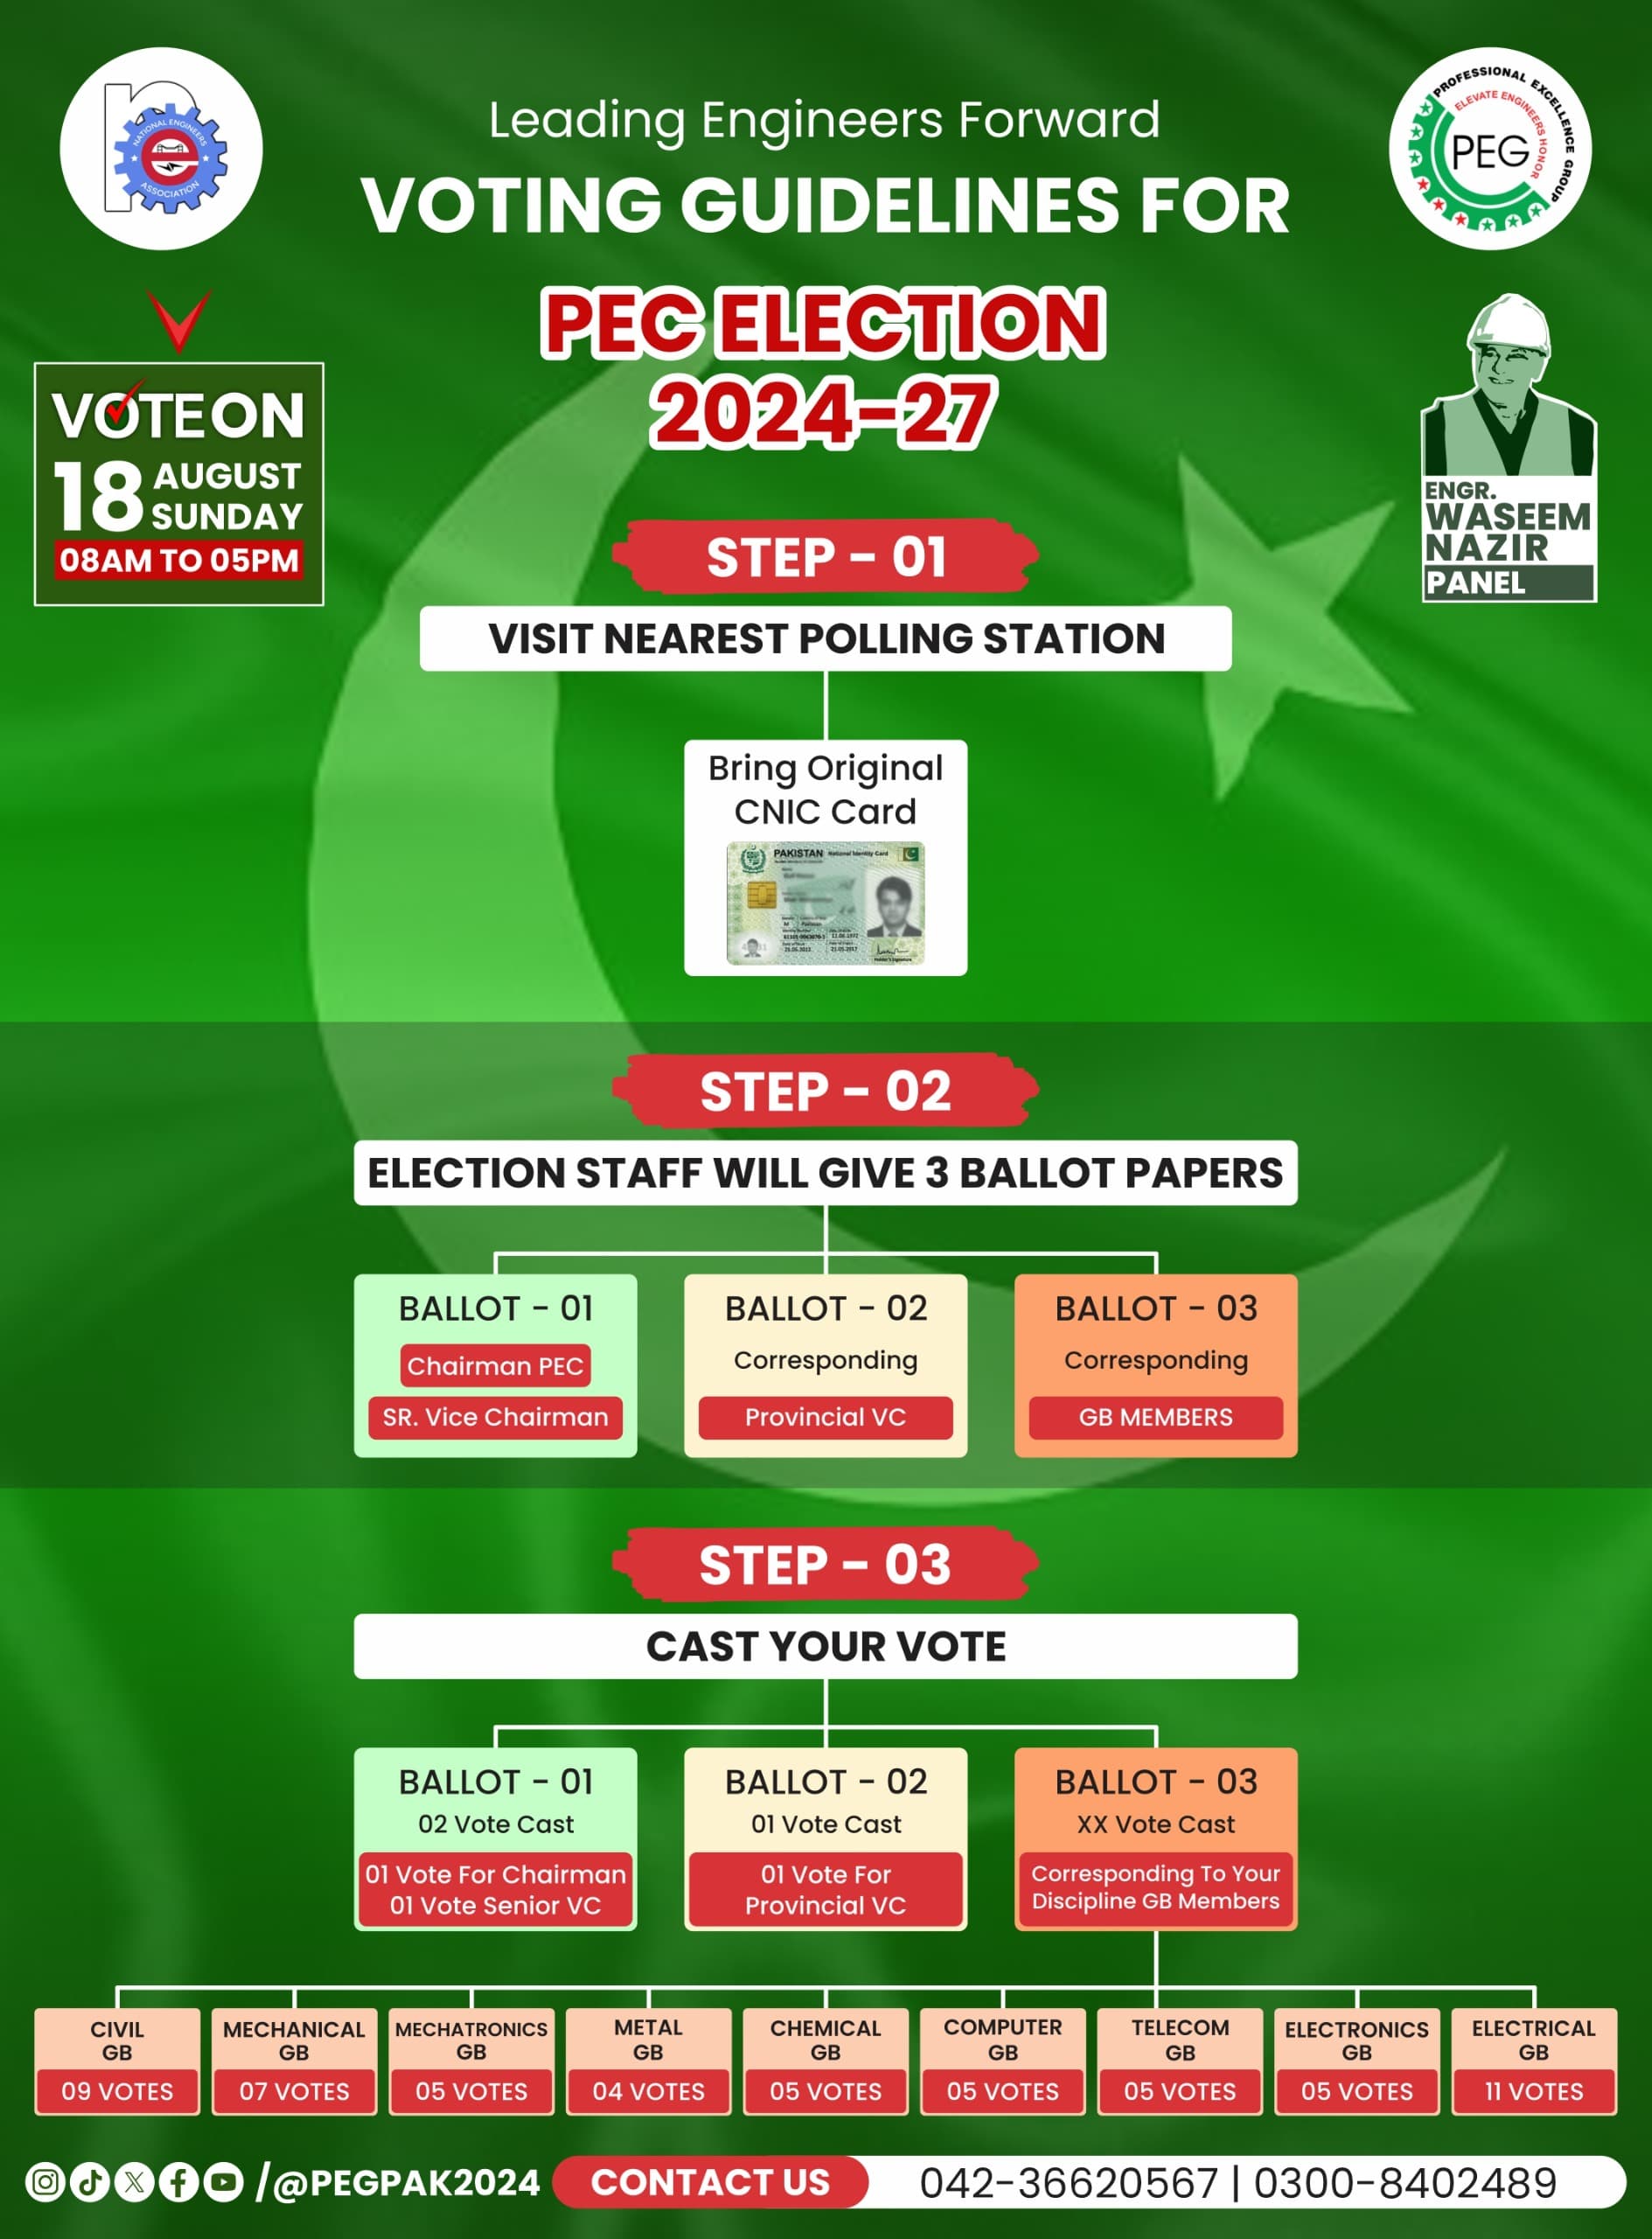 NATIONAL ENGINEERS
e
ASSOCIATION
Leading Engineers Forward
VOTING GUIDELINES FOR
PEC ELECTION
2024-27
PROFESSIONAL EXCELLENCE GROUP
ELEVATE ENGINEERS HONOR
PEG
VOTE ON
18 AUGUST
SUNDAY
08AM TO 05PM
ENGR.
WASEEM
NAZIR
PANEL
STEP - 01
VISIT NEAREST POLLING STATION
Bring Original
CNIC Card
PAKISTAN National Identity Card
STEP - 02
ELECTION STAFF WILL GIVE 3 BALLOT PAPERS
BALLOT - 01
Chairman PEC
SR. Vice Chairman
BALLOT - 02
Corresponding
Provincial VC
BALLOT - 03
Corresponding
GB MEMBERS
STEP - 03
CAST YOUR VOTE
BALLOT - 01
02 Vote Cast
01 Vote For Chairman
01 Vote Senior VC
BALLOT - 02
01 Vote Cast
01 Vote For
Provincial VC
BALLOT - 03
XX Vote Cast
Corresponding To Your
Discipline GB Members
CIVIL
GB
09 VOTES
MECHANICAL
GB
07 VOTES
MECHATRONICS
GB
05 VOTES
METAL
GB
04 VOTES
CHEMICAL
GB
05 VOTES
COMPUTER
GB
05 VOTES
TELECOM
GB
05 VOTES
ELECTRONICS
GB
05 VOTES
ELECTRICAL
GB
11 VOTES
/@PEGPAK2024
CONTACT US
042-36620567 | 0300-8402489